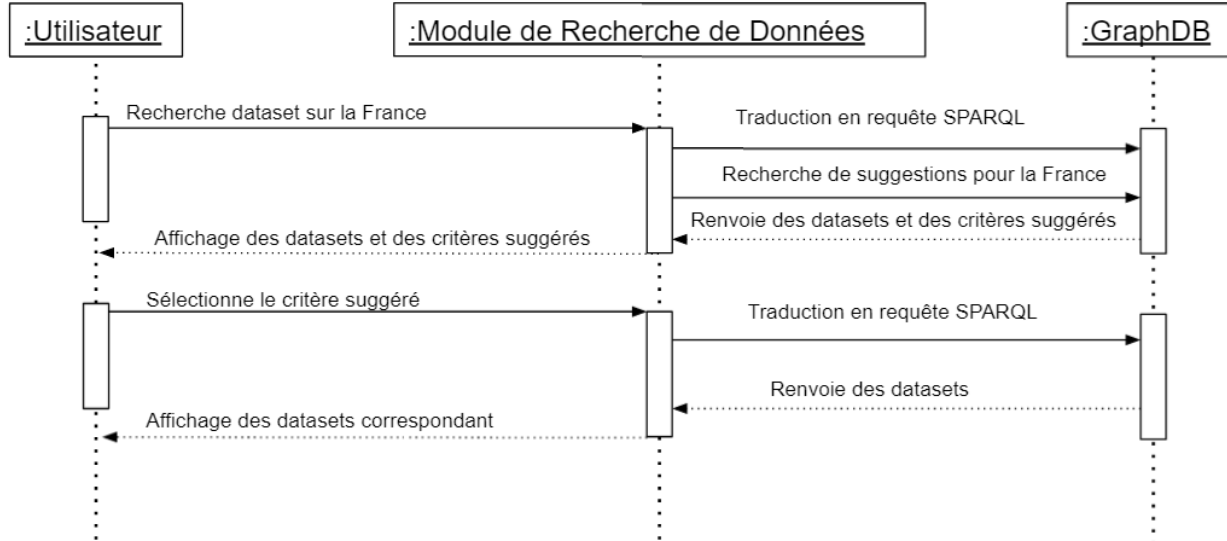 :Utilisateur
:Module de Recherche de Données
:GraphDB
Recherche dataset sur la France
Traduction en requête SPARQL
Recherche de suggestions pour la France
Renvoie des datasets et des critères suggérés
Affichage des datasets et des critères suggérés
Sélectionne le critère suggéré
Traduction en requête SPARQL
Renvoie des datasets
Affichage des datasets correspondant